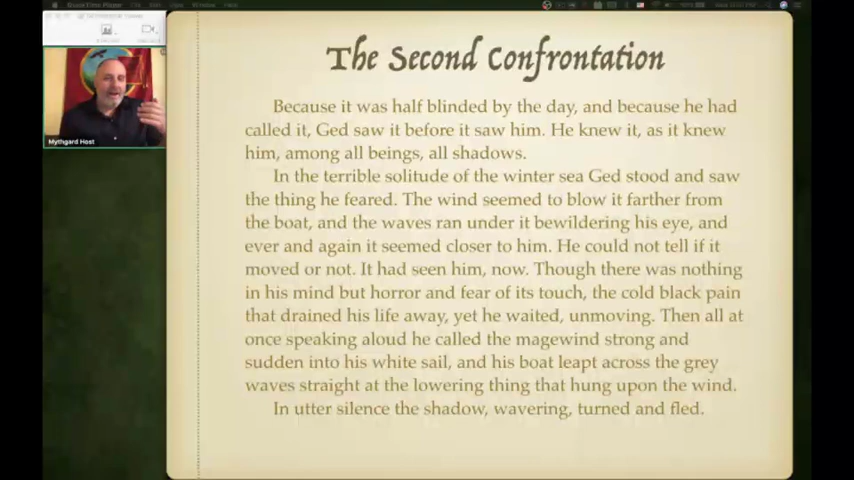 Window
The Second Confrontation
Mythgard Host
Because it was half blinded by the day, and because he had
called it, Ged saw it before it saw him. He knew it, as it knew
him, among all beings, all shadows.
In the terrible solitude of the winter sea Ged stood and saw
the thing he feared. The wind seemed to blow it farther from
the boat, and the waves ran under it bewildering his eye, and
ever and again it seemed closer to him. He could not tell if it
moved or not. It had seen him, now. Though there was nothing
in his mind but horror and fear of its touch, the cold black pain
that drained his life away, yet he waited, unmoving. Then all at
once speaking aloud he called the magewind strong and
sudden into his white sail, and his boat leapt across the grey
waves straight at the lowering thing that hung upon the wind.
In utter silence the shadow, wavering, turned and fled.